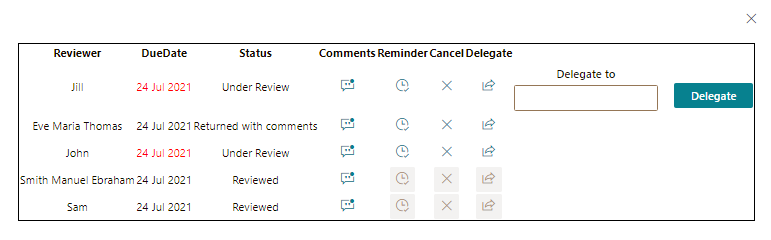 Reviewer DueDate Status Comments Reminder Cancel Delegate
Delegate to
Jill 24 Jul 2021 Under Review Delegate
Eve Maria Thomas 24 Jul 2021 Returned with comments
John 24 Jul 2021 Under Review
Smith Manuel Ebraham 24 Jul 2021 Reviewed
Sam 24 Jul 2021 Reviewed